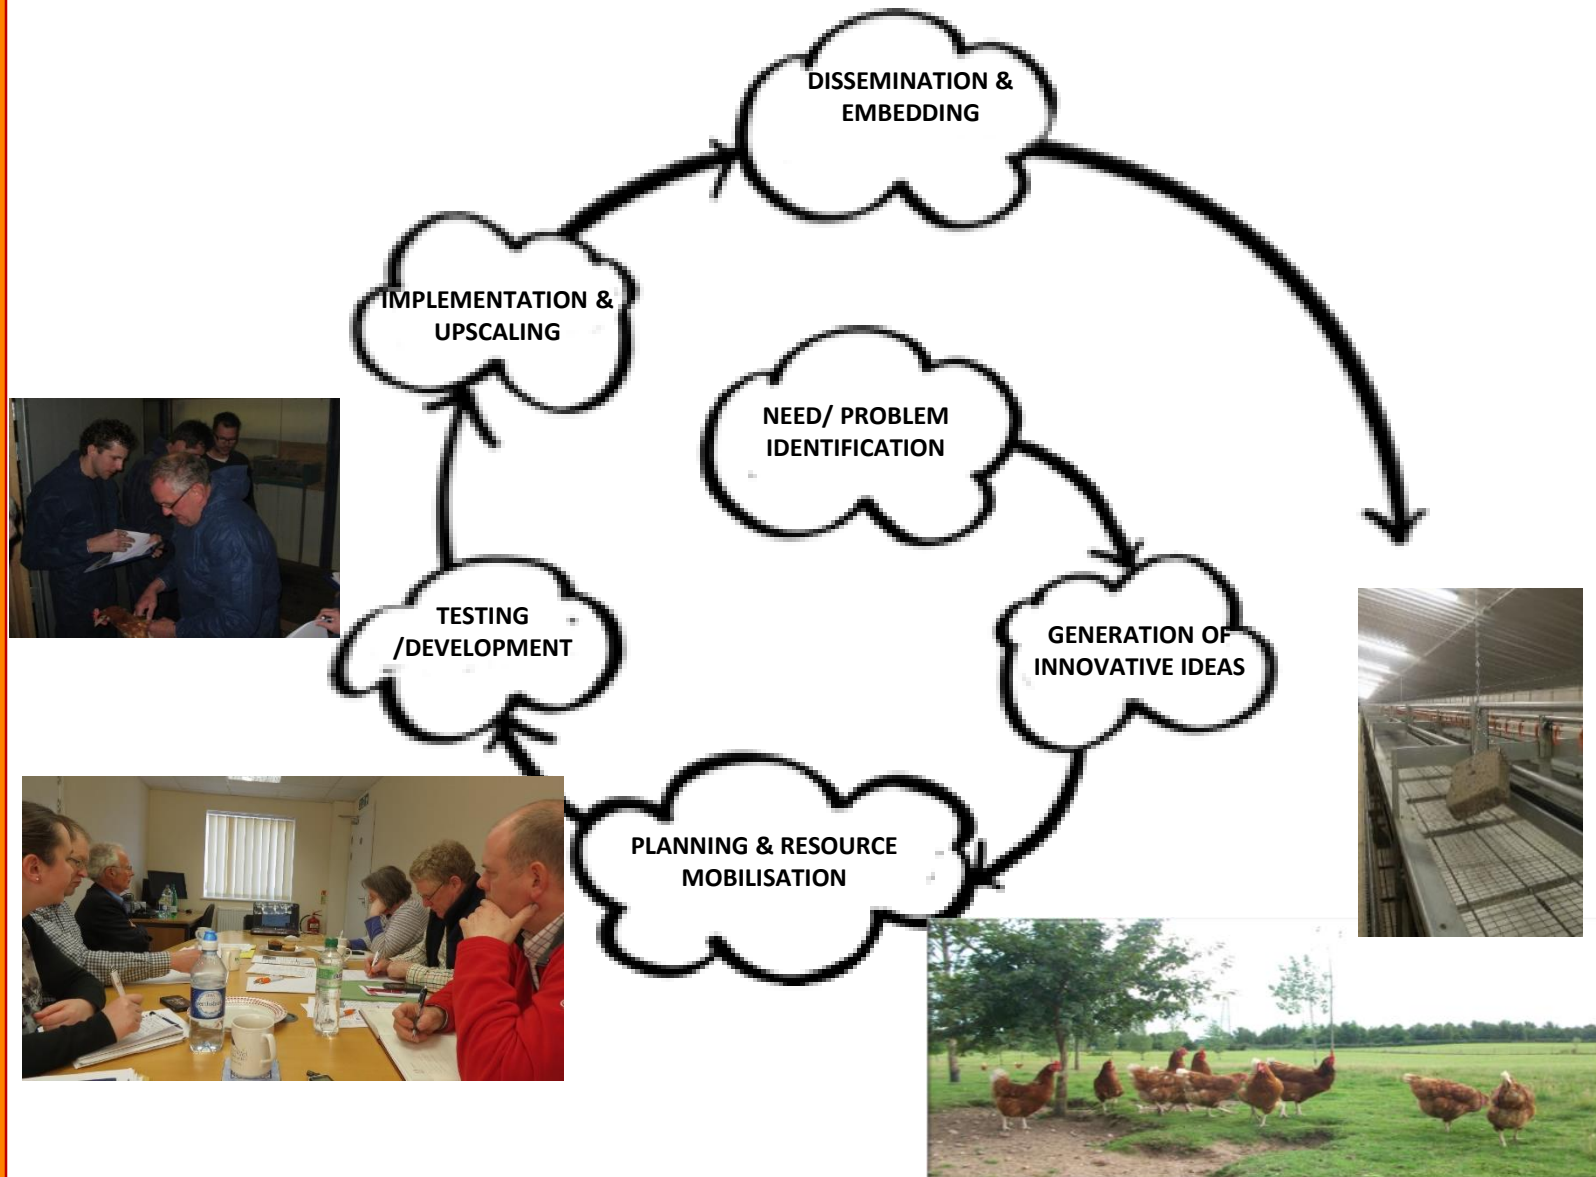 DISSEMINATION &
EMBEDDING
IMPLEMENTATION &
UPSCALING
NEED/ PROBLEM
IDENTIFICATION
TESTING
/DEVELOPMENT
GENERATION OF
INNOVATIVE IDEAS
PLANNING & RESOURCE
MOBILISATION